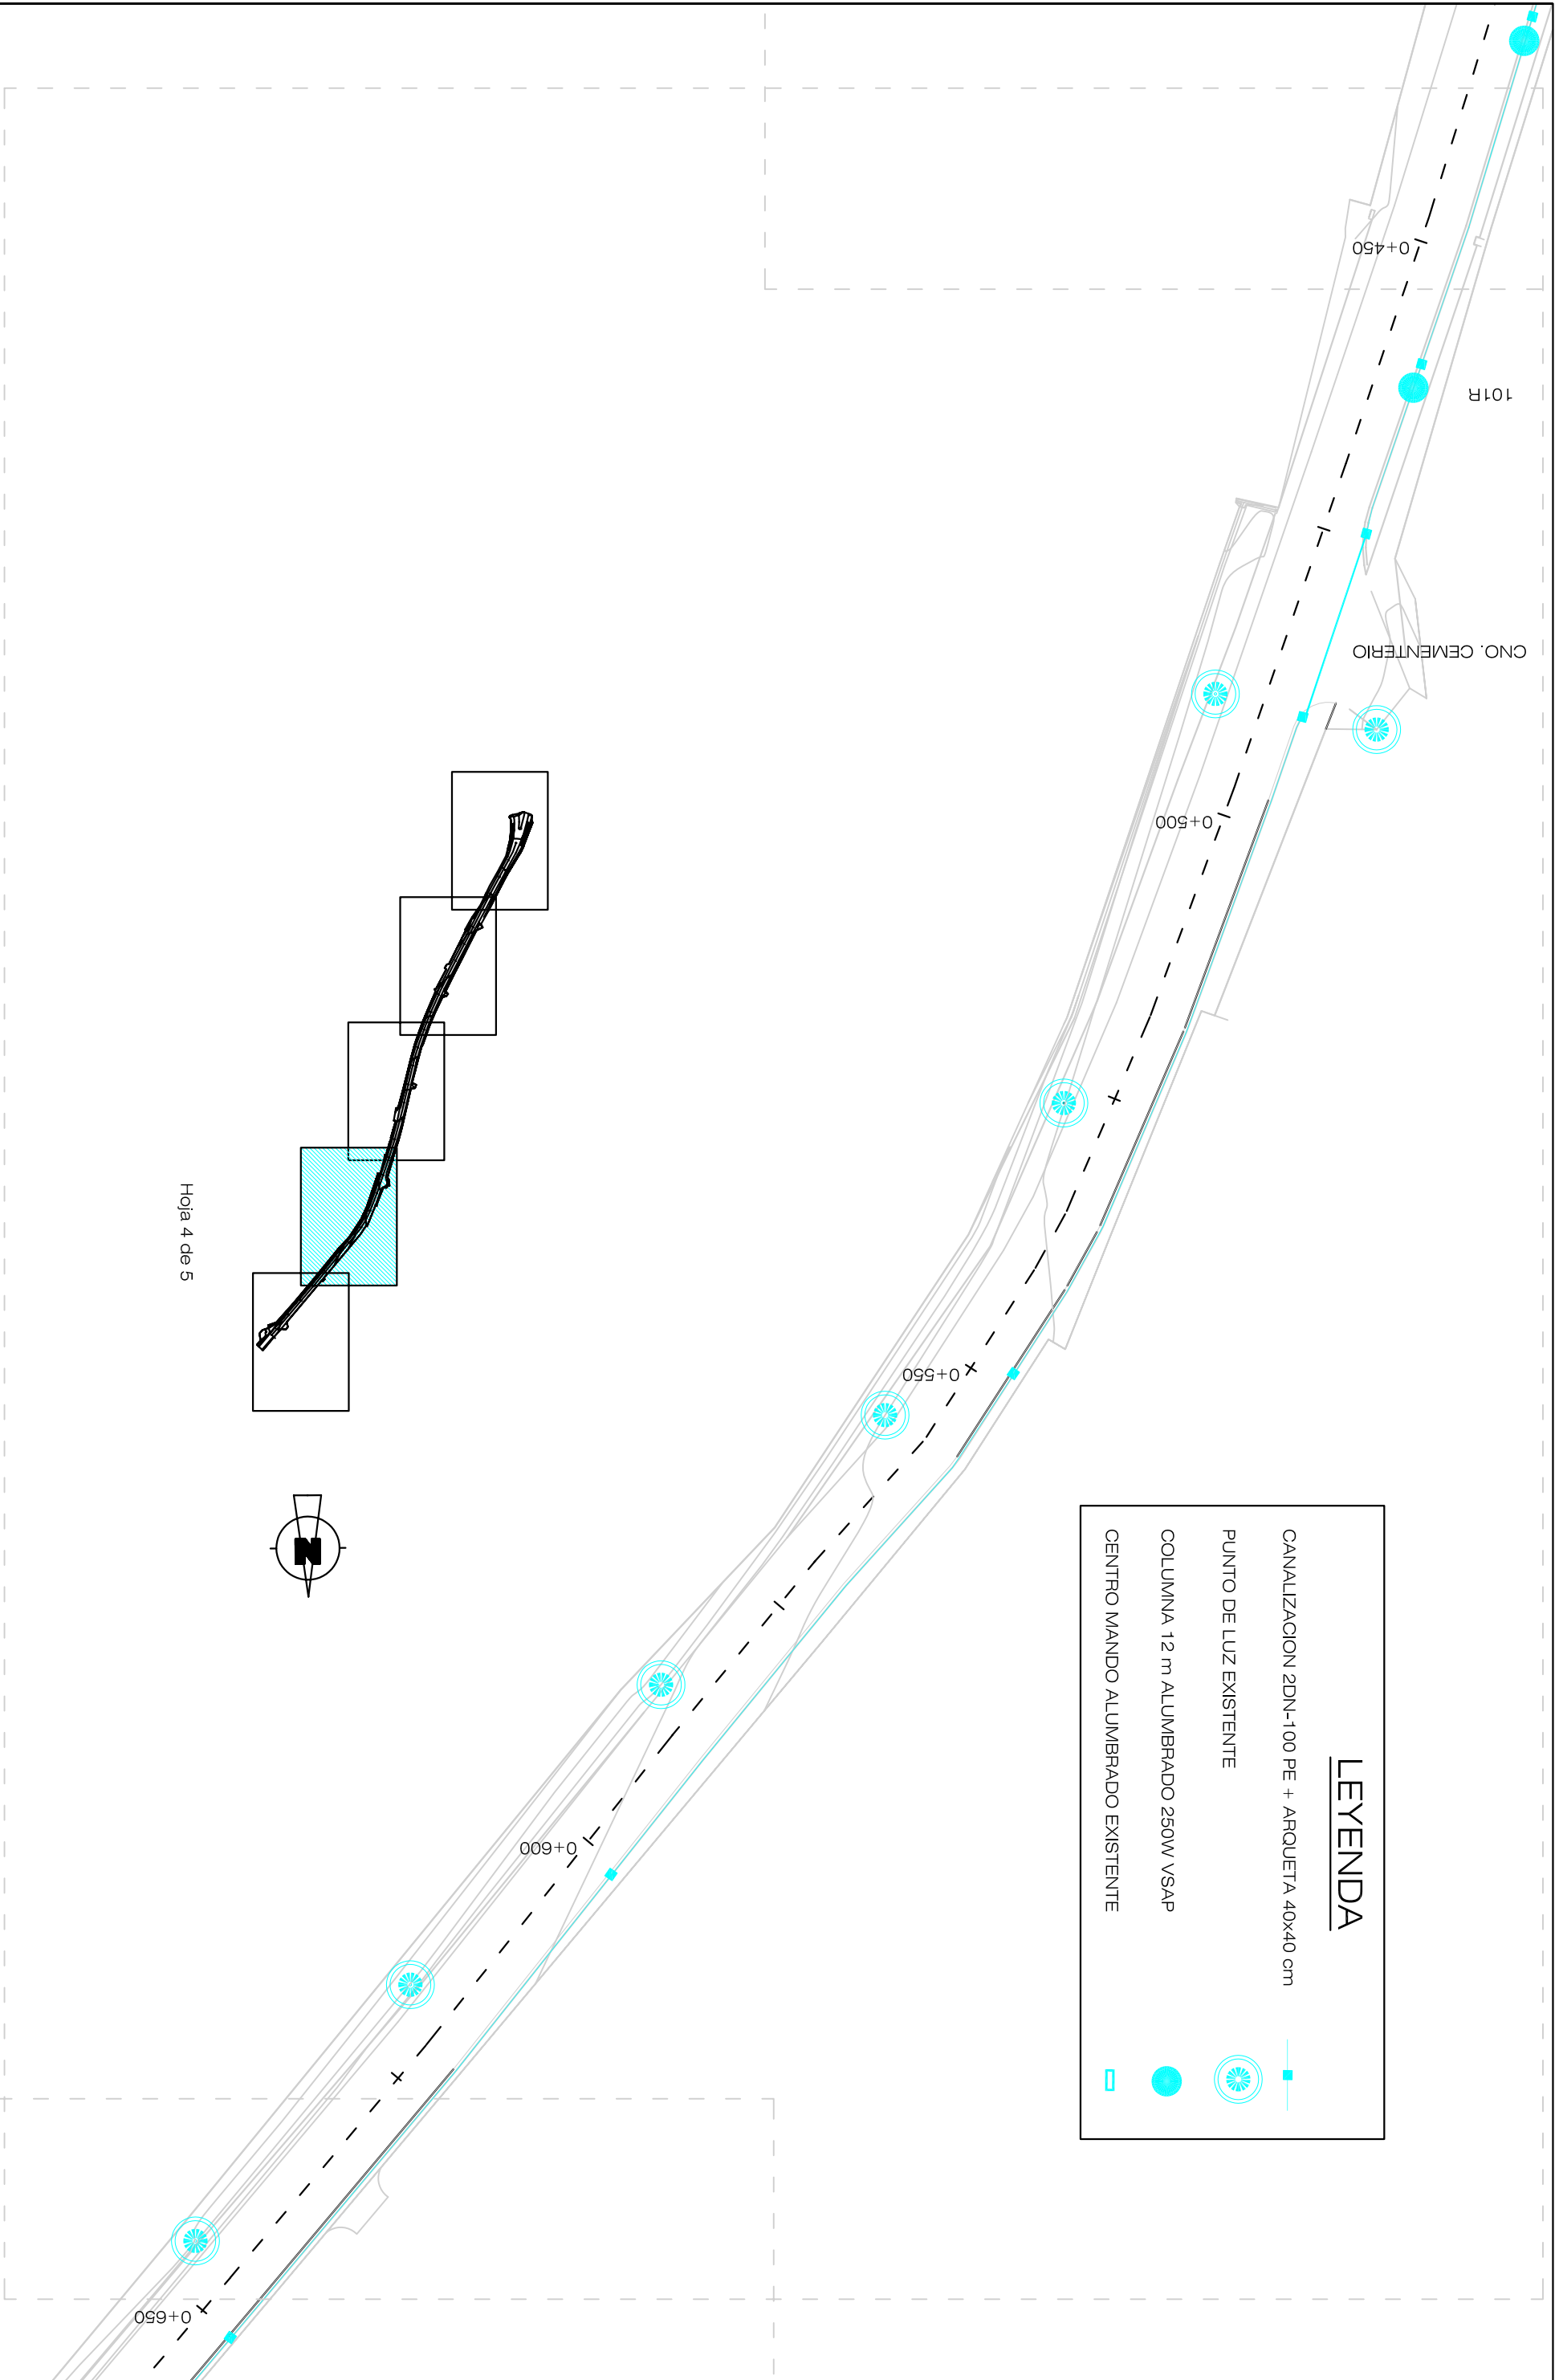 0+450
101R
CNO. CEMENTERIO
0+500
0+550
0+600
0+650
Hoja 4 de 5
N
LEYENDA
CANALIZACION 2DN-100 PE + ARQUETA 40x40 cm
PUNTO DE LUZ EXISTENTE
COLUMNA 12 m ALUMBRADO 250W VSAP
CENTRO MANDO ALUMBRADO EXISTENTE